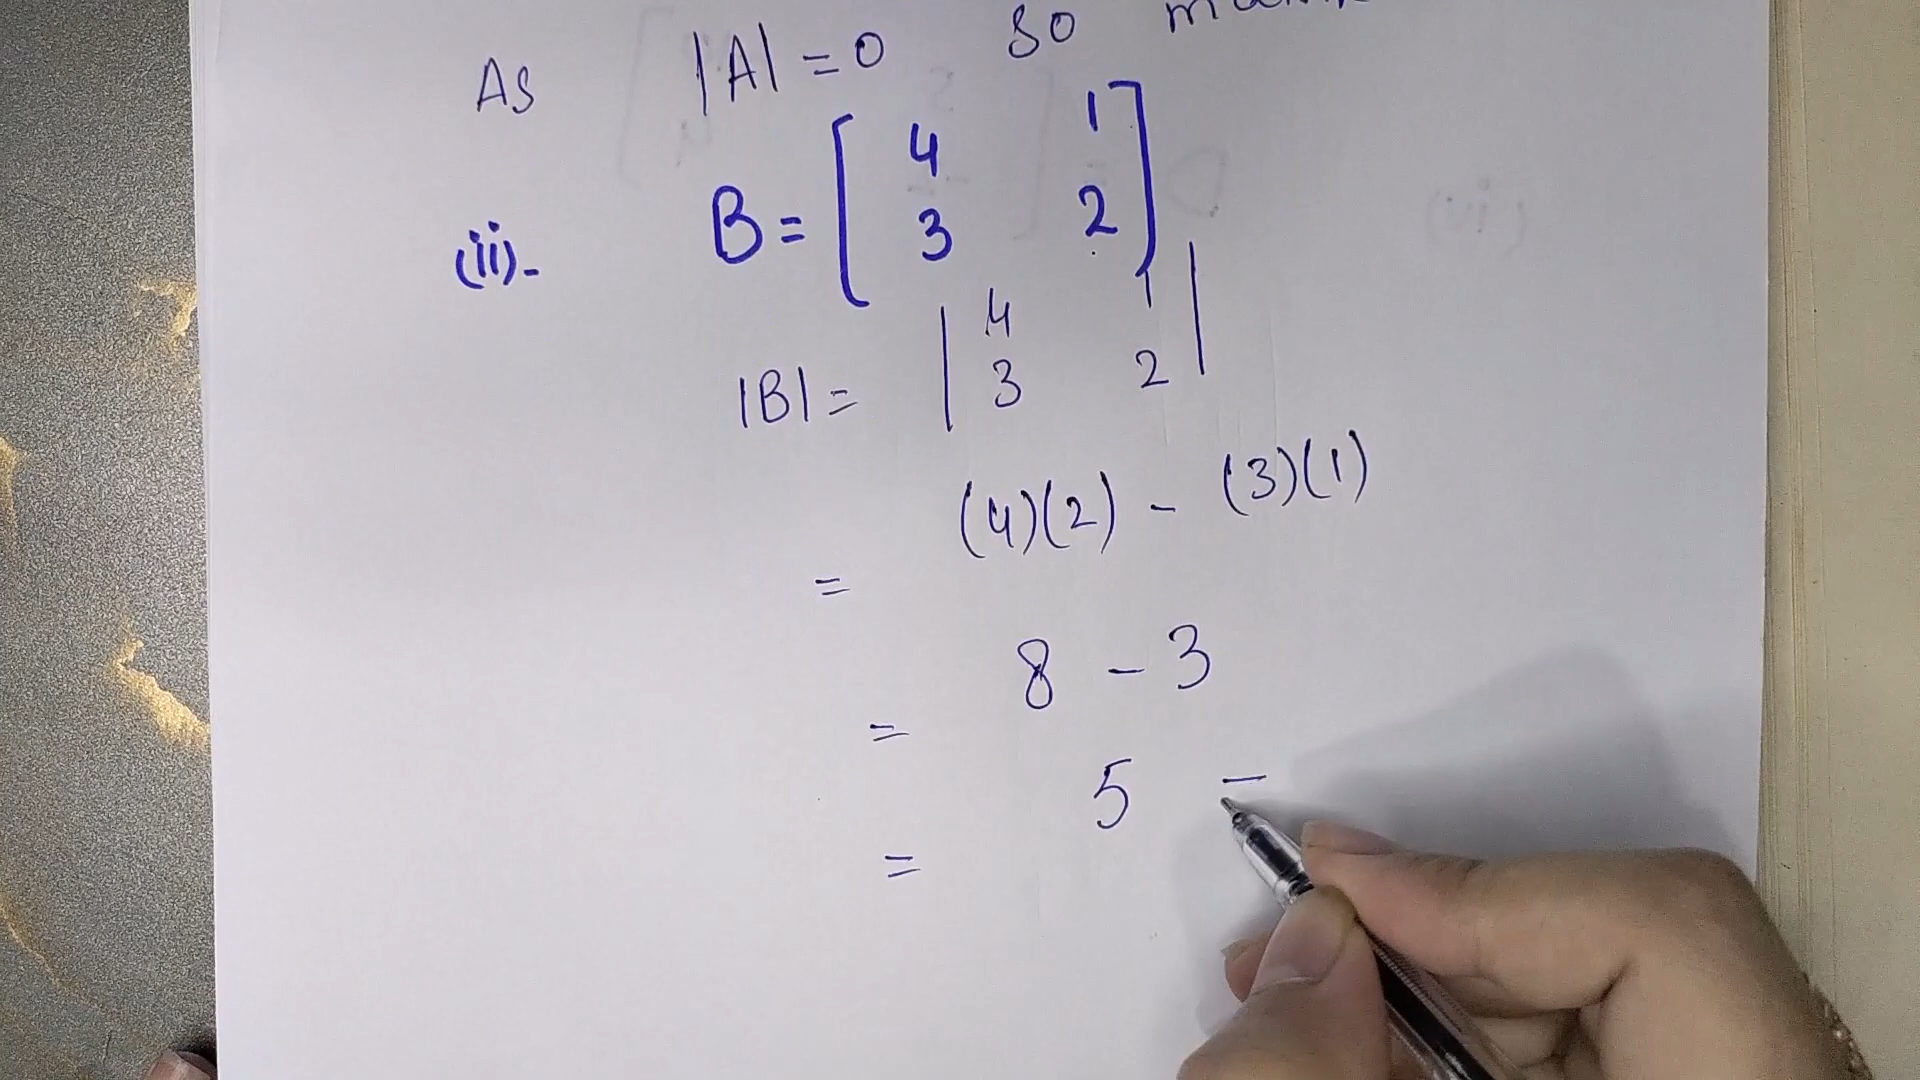 As |A| = 0 so
(ii).- B = [ 4 1
3 2 ]
|B| = | 4 1
3 2 |
= (4)(2) - (3)(1)
= 8 - 3
= 5 -